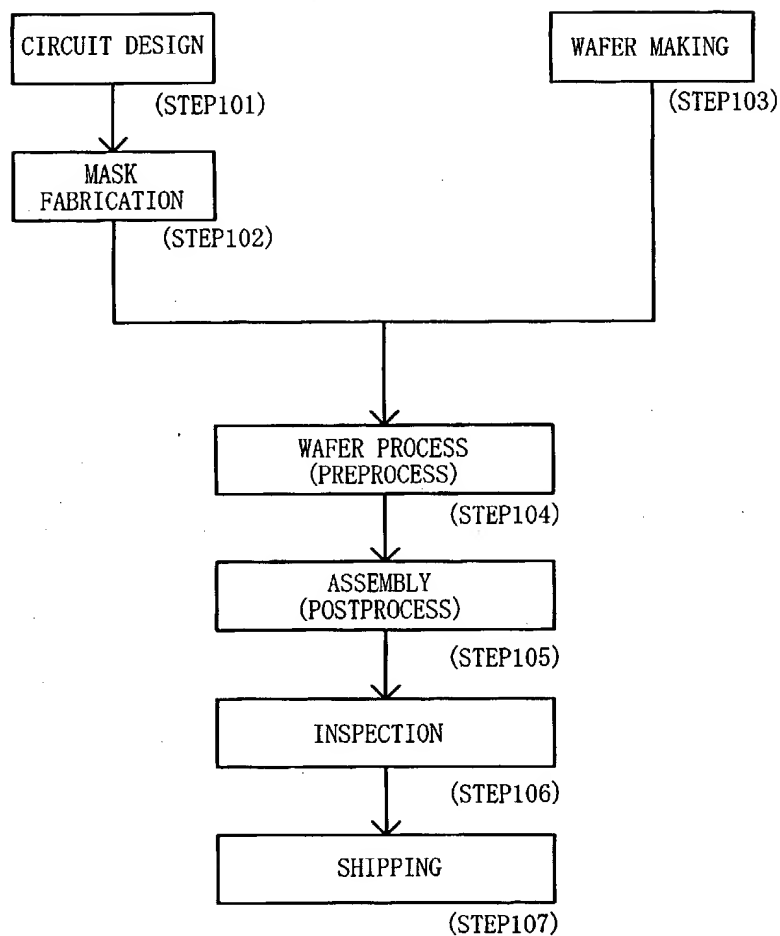 CIRCUIT DESIGN
(STEP101)
MASK
FABRICATION
(STEP102)
WAFER MAKING
(STEP103)
WAFER PROCESS
(PREPROCESS)
(STEP104)
ASSEMBLY
(POSTPROCESS)
(STEP105)
INSPECTION
(STEP106)
SHIPPING
(STEP107)